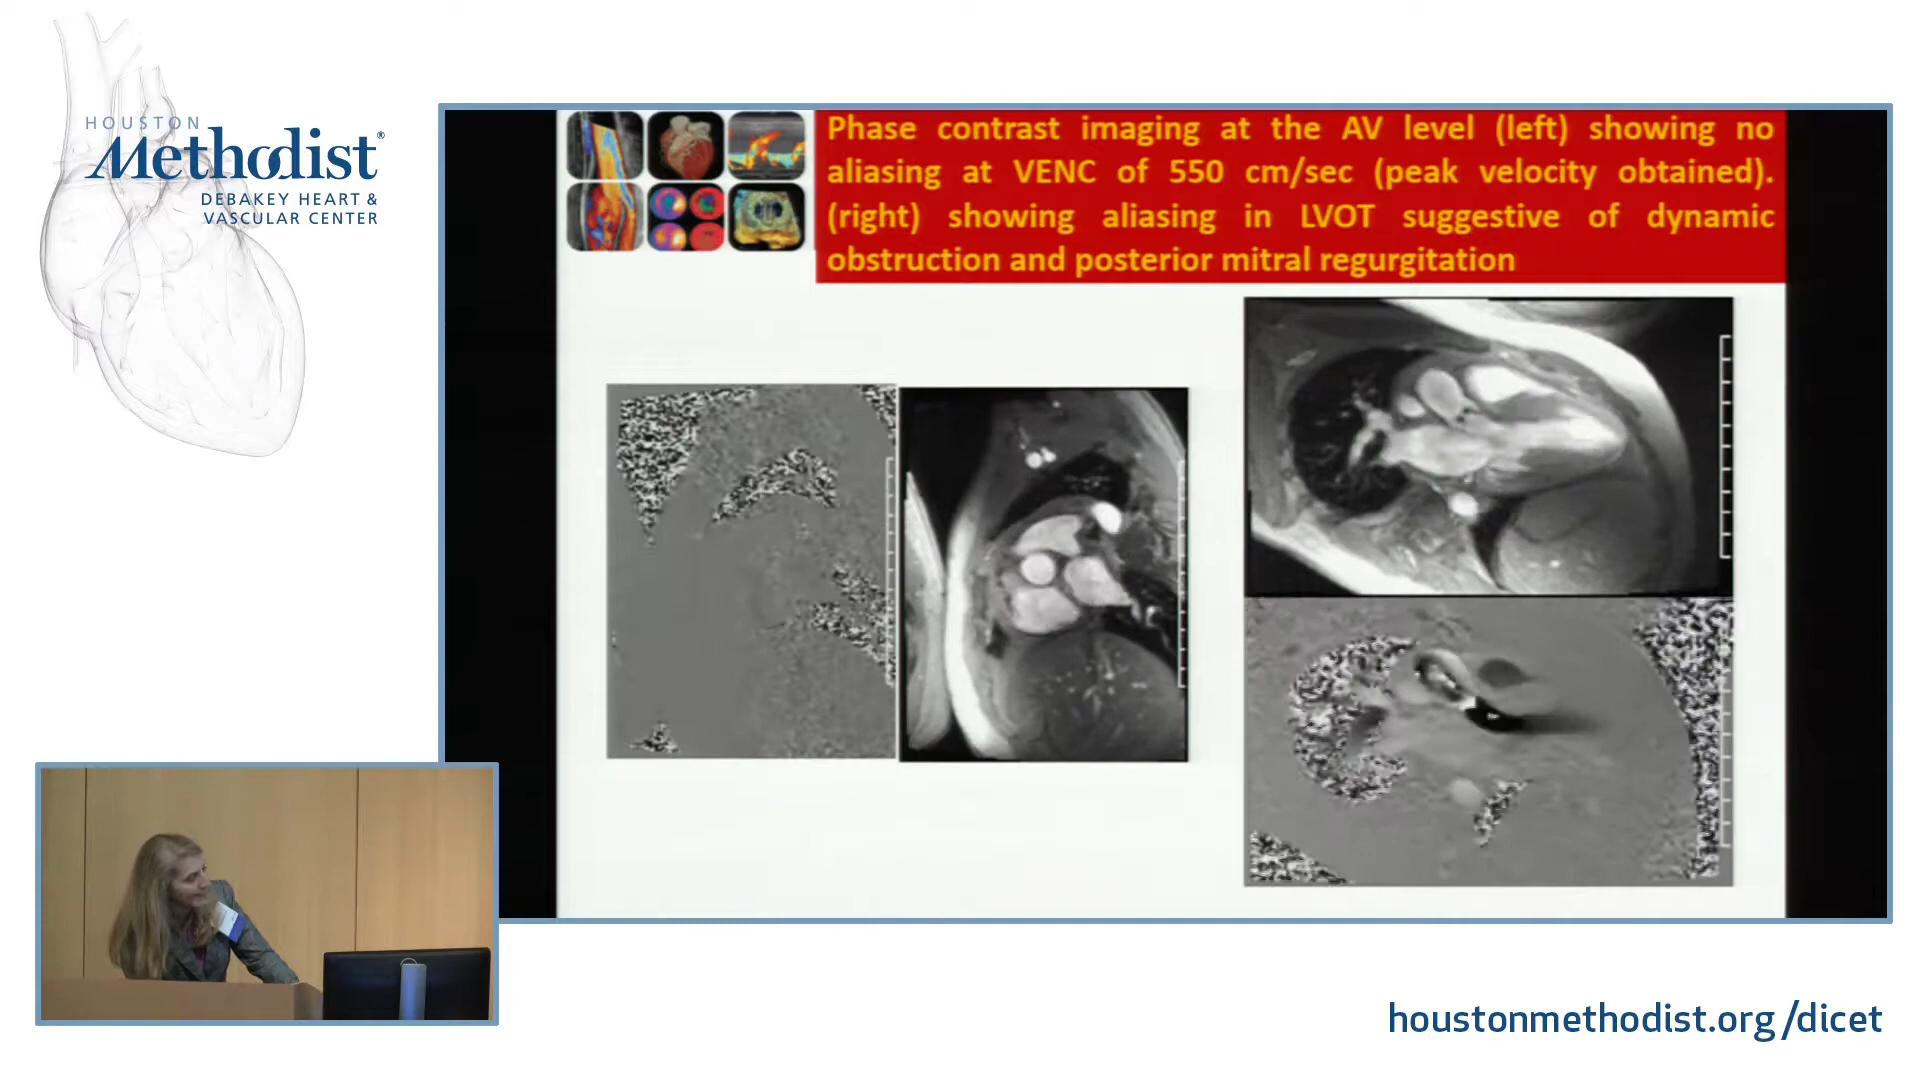 HOUSTON
Methodist®
DEBAKEY HEART &
VASCULAR CENTER
Phase contrast imaging at the AV level (left) showing no
aliasing at VENC of 550 cm/sec (peak velocity obtained).
(right) showing aliasing in LVOT suggestive of dynamic
obstruction and posterior mitral regurgitation
houstonmethodist.org/dicet